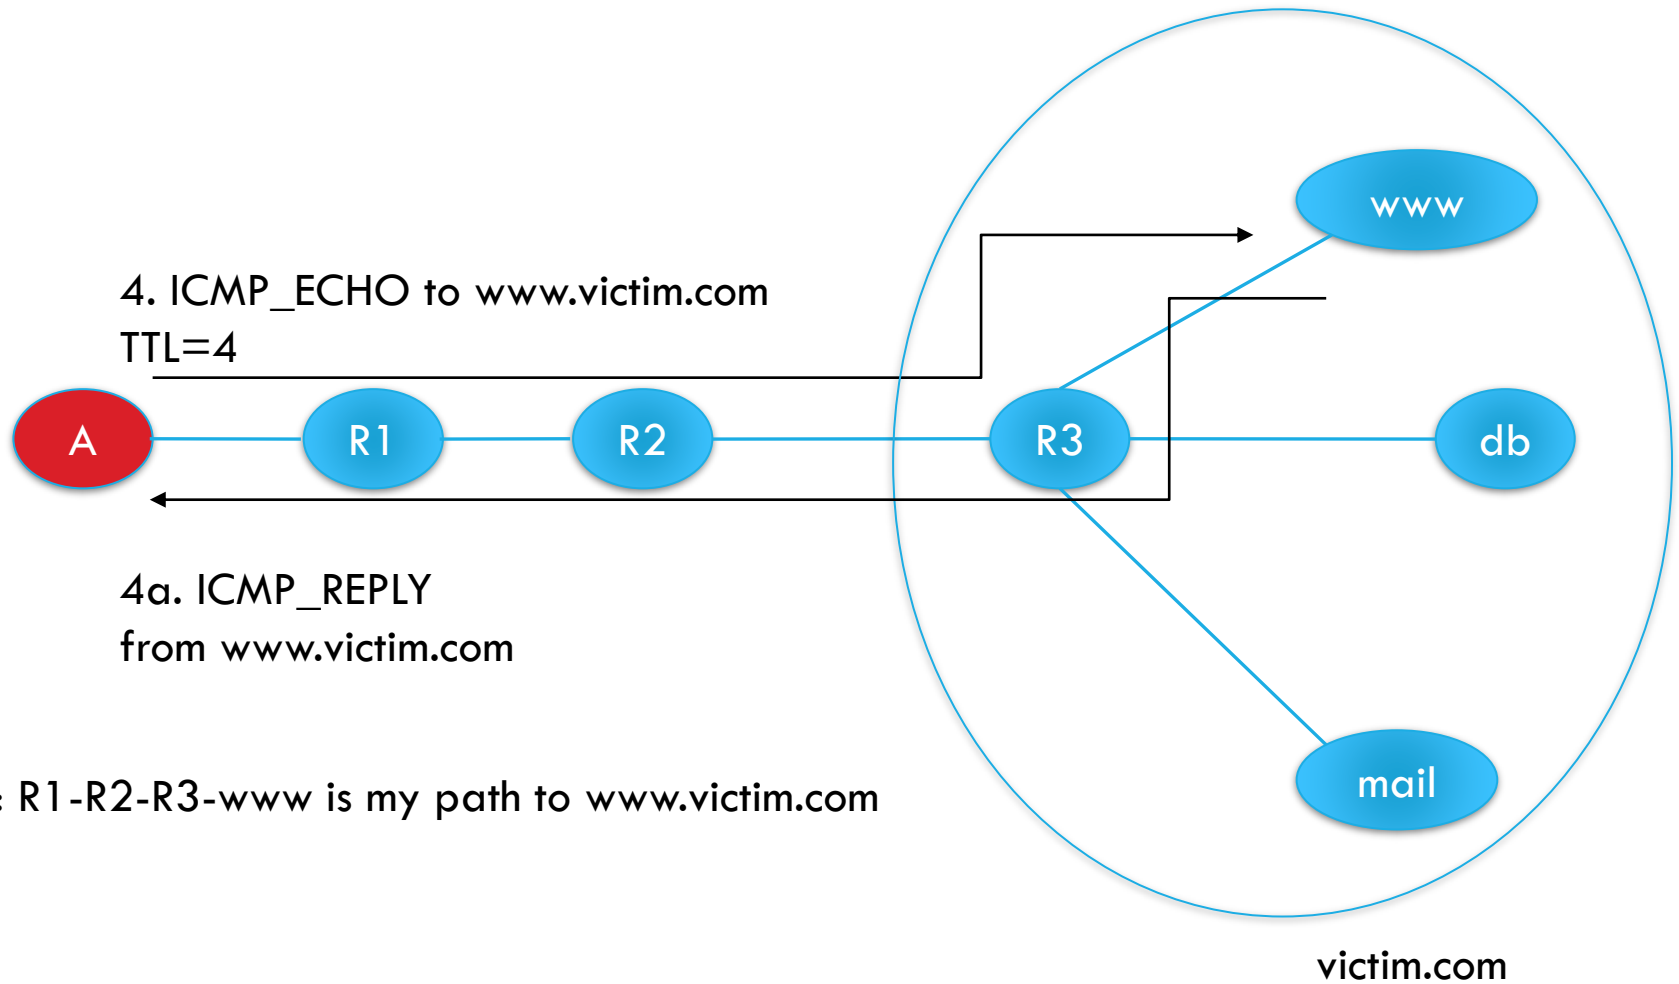 www
4. ICMP_ECHO to www.victim.com
TTL=4
A
R1
R2
R3
db
4a. ICMP_REPLY
from www.victim.com
mail
: R1-R2-R3-www is my path to www.victim.com
victim.com